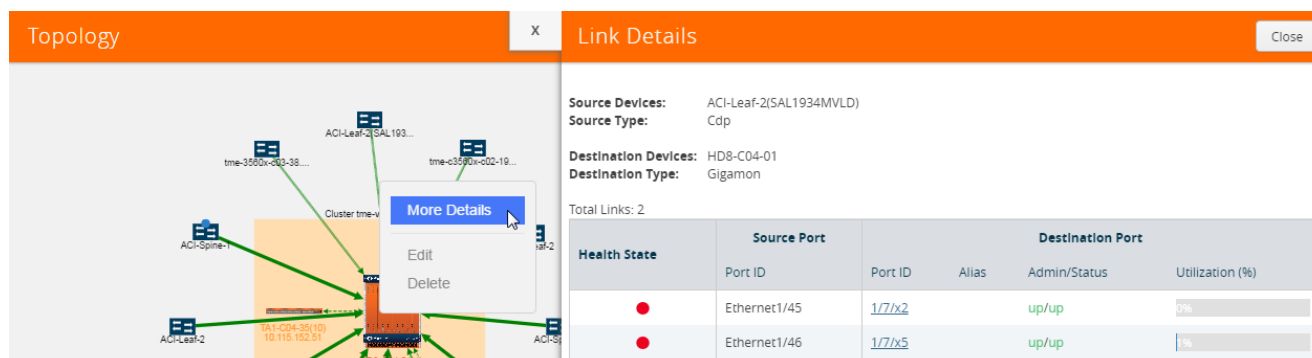 Topology
x
Link Details
Close
ACI-Leaf-2(SAL193...
tme-3560x-c03-38....
tme-c3560x-c02-19...
Cluster tme-v
More Details
Edit
Delete
ACI-Spine-1
af-2
TA1-C04-35(10)
10.115.152.51
ACI-Leaf-2
ACI-S
Source Devices: ACI-Leaf-2(SAL1934MVLD)
Source Type: Cdp
Destination Devices: HD8-C04-01
Destination Type: Gigamon
Total Links: 2
Health State Source Port Destination Port
Port ID Port ID Alias Admin/Status Utilization (%)
Ethernet1/45 1/7/x2 up/up 0%
Ethernet1/46 1/7/x5 up/up 1%